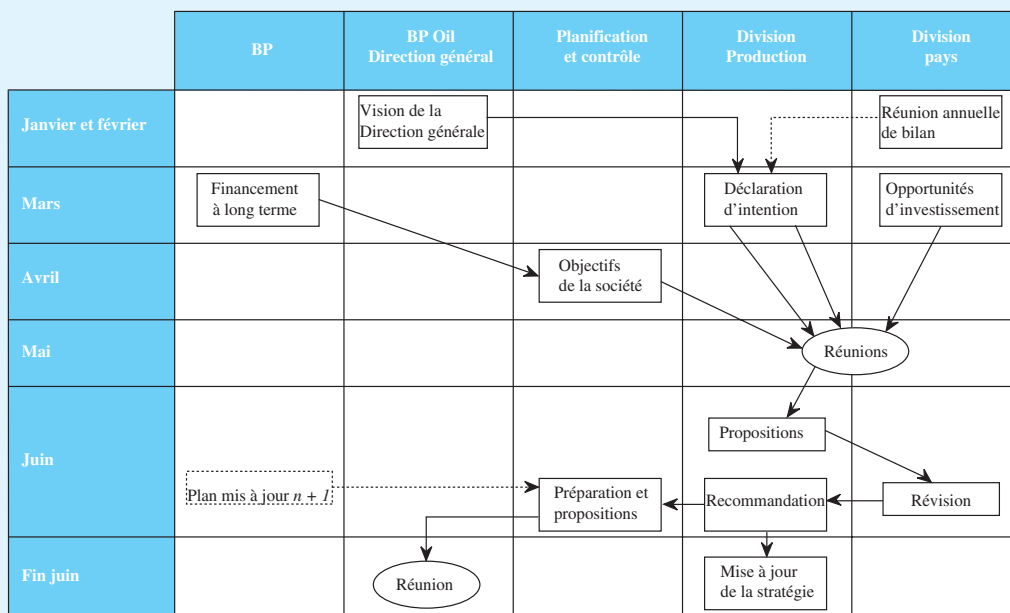 BP
BP Oil
Direction général
Planification
et contrôle
Division
Production
Division
pays
Janvier et février
Vision de la
Direction générale
Réunion annuelle
de bilan
Mars
Financement
à long terme
Déclaration
d'intention
Opportunités
d'investissement
Avril
Objectifs
de la société
Mai
Réunions
Juin
Propositions
Plan mis à jour n + 1
Préparation et
propositions
Recommandation
Révision
Fin juin
Réunion
Mise à jour
de la stratégie